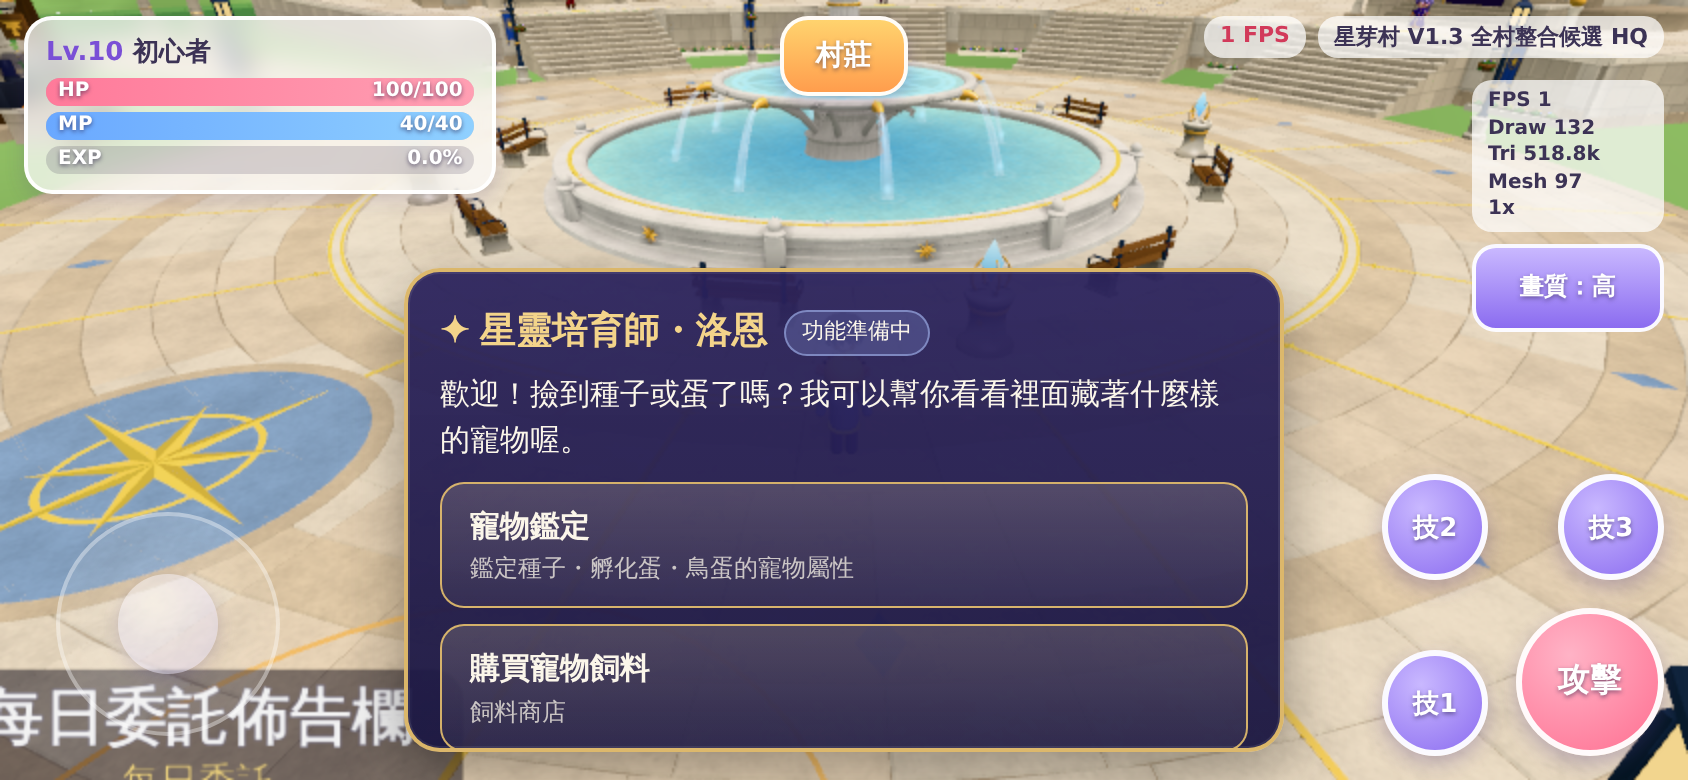 Lv.10 初心者
HP 100/100
MP 40/40
EXP 0.0%
村莊
1 FPS
星芽村 V1.3 全村整合候選 HQ
FPS 1
Draw 132
Tri 518.8k
Mesh 97
1x
畫質：高
✦ 星靈培育師・洛恩 功能準備中
歡迎！撿到種子或蛋了嗎？我可以幫你看看裡面藏著什麼樣
的寵物喔。
寵物鑑定
鑑定種子・孵化蛋・鳥蛋的寵物屬性
購買寵物飼料
飼料商店
每日委託佈告欄
每日委託
技2
技3
技1
攻擊